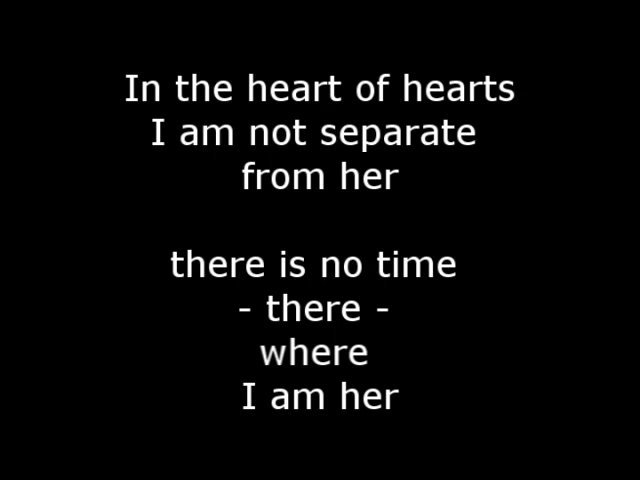 In the heart of hearts
I am not separate
from her
there is no time
- there -
where
I am her